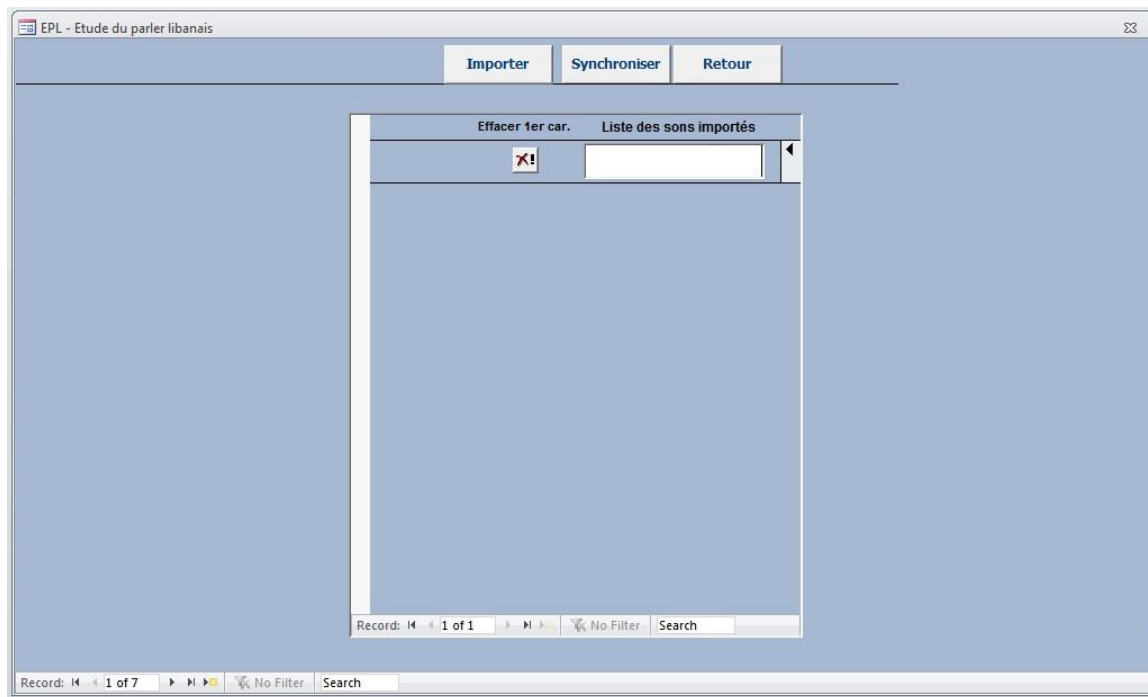 EPL - Etude du parler libanais
Importer Synchroniser Retour
Effacer 1er car. Liste des sons importés
Record: 1 of 1 No Filter Search
Record: 1 of 7 No Filter Search